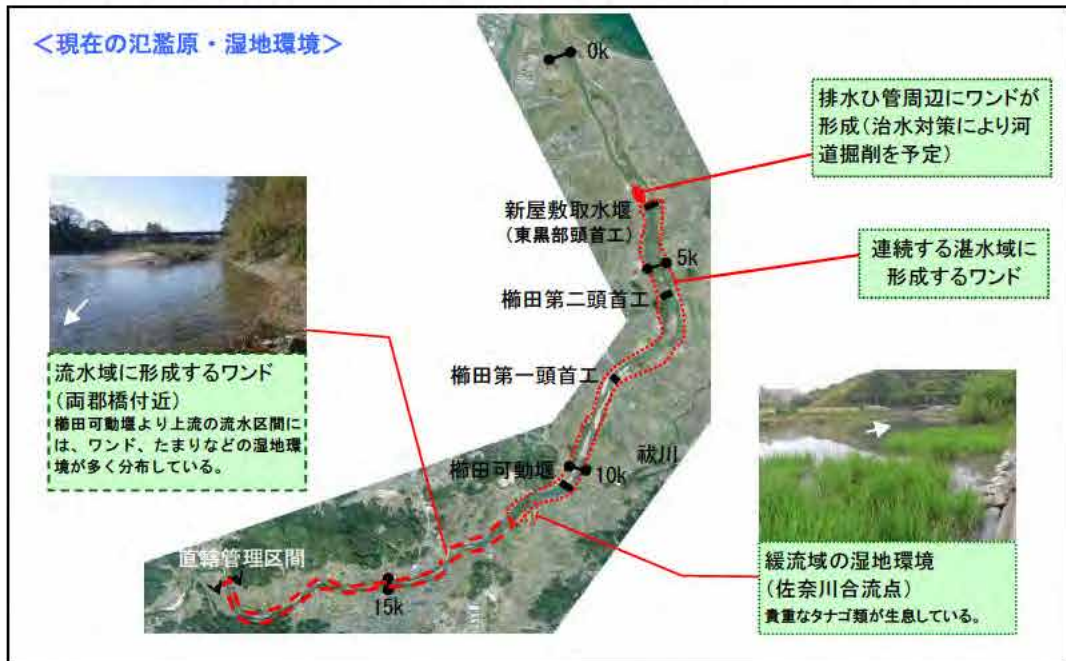 ＜現在の氾濫原・湿地環境＞
0k
排水ひ管周辺にワンドが
形成（治水対策により河
道掘削を予定）
新屋敷取水堰
（東黒部頭首工）
5k
連続する湛水域に
形成するワンド
櫛田第二頭首工
櫛田第一頭首工
流水域に形成するワンド
（両郡橋付近）
櫛田可動堰より上流の流水区間に
は、ワンド、たまりなどの湿地環
境が多く分布している。
祓川
櫛田可動堰
10k
直轄管理区間
15k
緩流域の湿地環境
（佐奈川合流点）
貴重なタナゴ類が生息している。